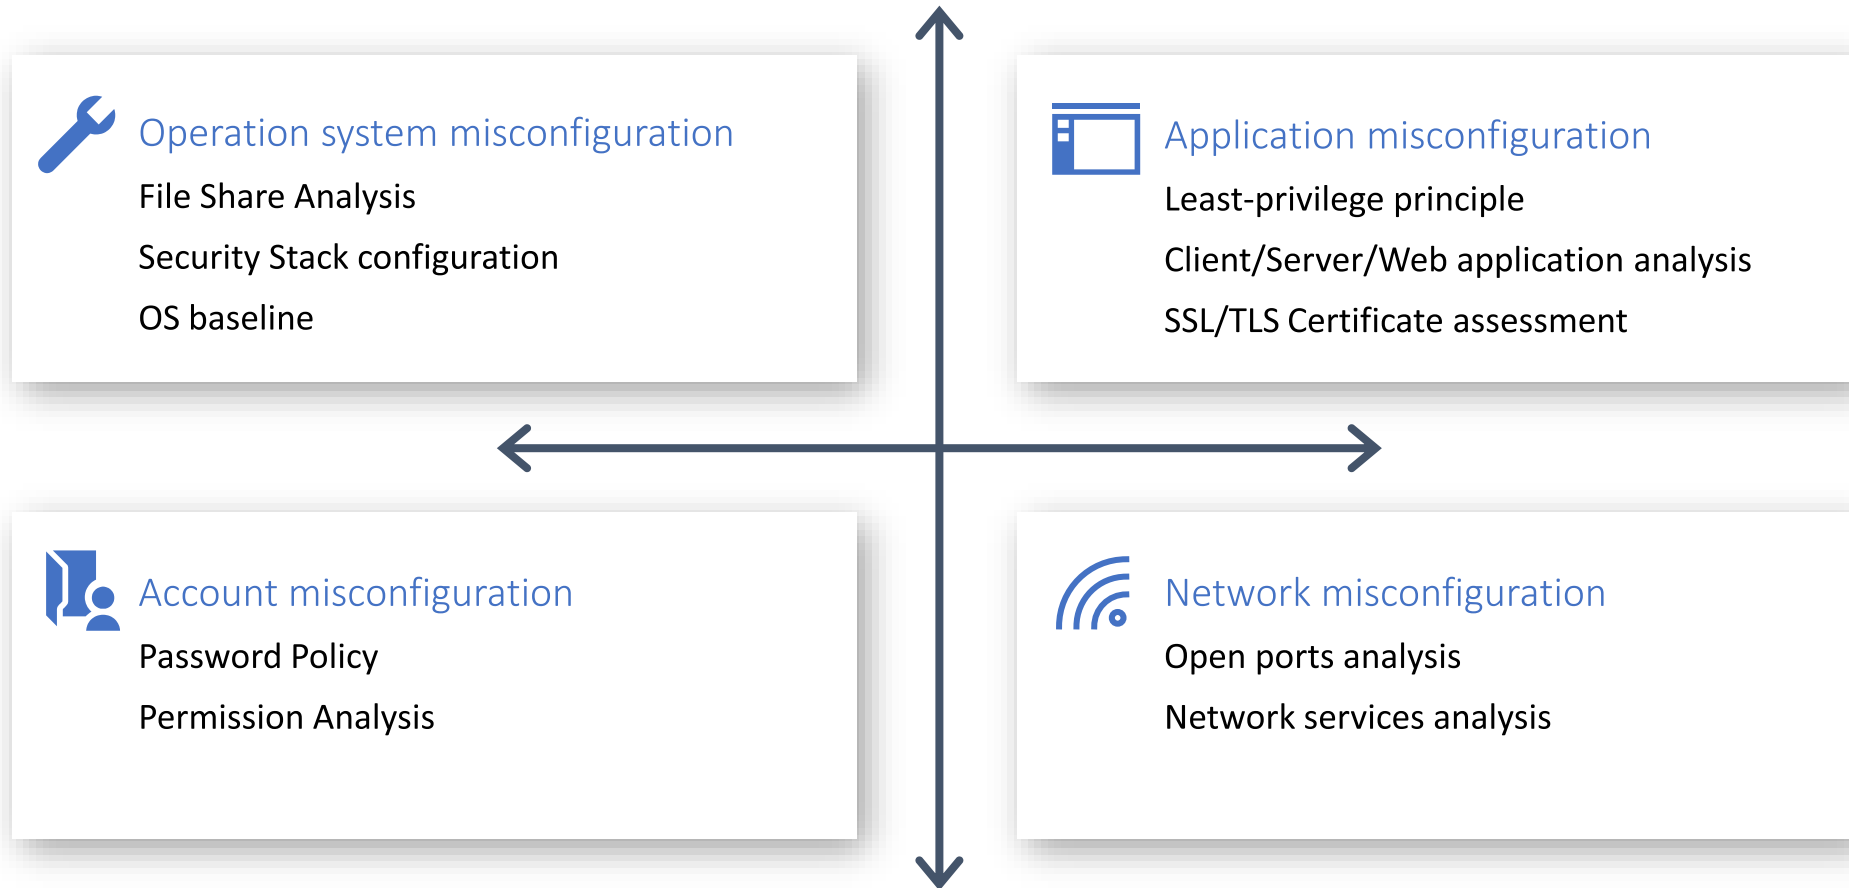 Operation system misconfiguration
File Share Analysis
Security Stack configuration
OS baseline
Application misconfiguration
Least-privilege principle
Client/Server/Web application analysis
SSL/TLS Certificate assessment
Account misconfiguration
Password Policy
Permission Analysis
Network misconfiguration
Open ports analysis
Network services analysis